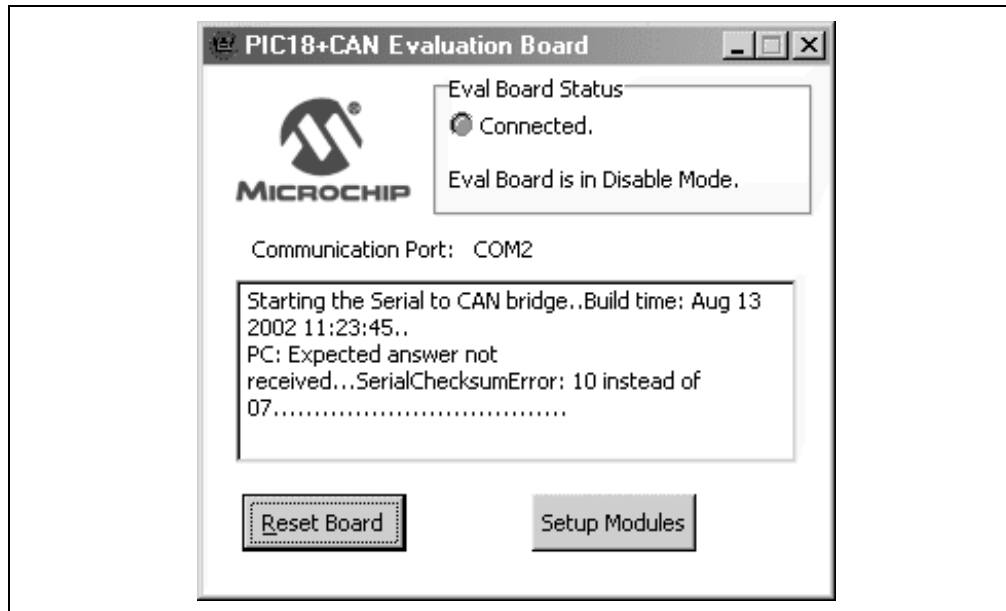 PIC18+CAN Evaluation Board
Eval Board Status
Connected.
Eval Board is in Disable Mode.
MICROCHIP
Communication Port: COM2
Starting the Serial to CAN bridge..Build time: Aug 13
2002 11:23:45..
PC: Expected answer not
received...SerialChecksumError: 10 instead of
07....................................
Reset Board
Setup Modules